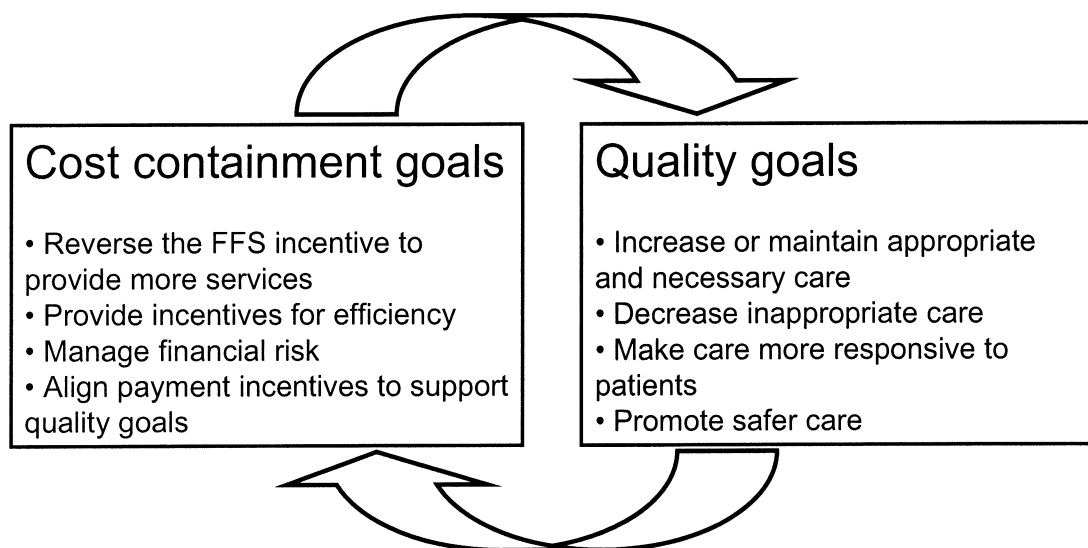 Cost containment goals
• Reverse the FFS incentive to
provide more services
• Provide incentives for efficiency
• Manage financial risk
• Align payment incentives to support
quality goals
Quality goals
• Increase or maintain appropriate
and necessary care
• Decrease inappropriate care
• Make care more responsive to
patients
• Promote safer care